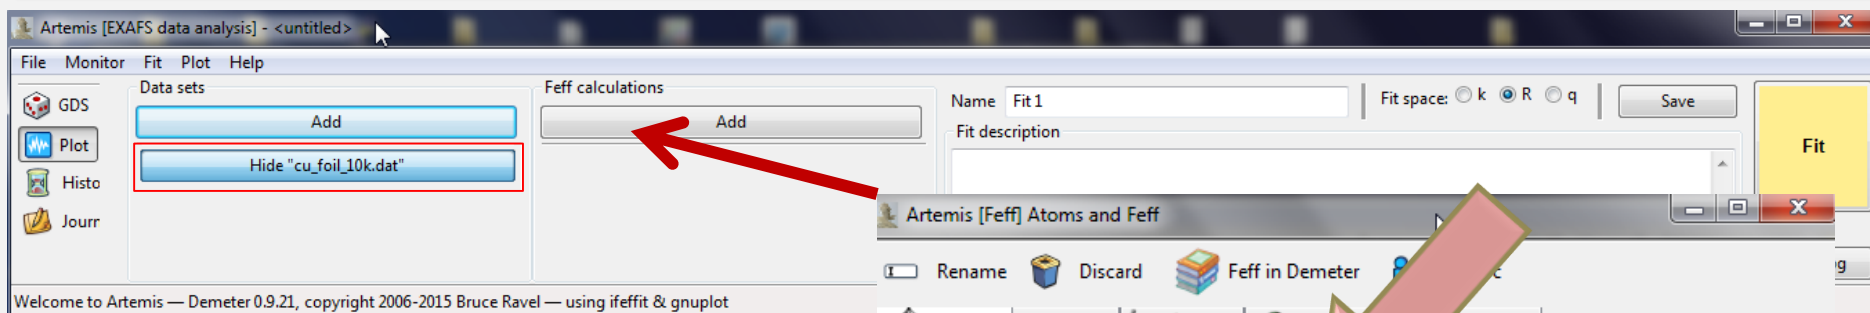 Artemis [EXAFS data analysis] - <untitled>
File Monitor Fit Plot Help
GDS
Plot
Histo
Journ
Data sets
Add
Hide "cu_foil_10k.dat"
Feff calculations
Add
Name Fit 1
Fit space: k R q
Save
Fit description
Fit
Artemis [Feff] Atoms and Feff
Rename Discard Feff in Demeter
Welcome to Artemis — Demeter 0.9.21, copyright 2006-2015 Bruce Ravel — using ifeffit & gnuplot